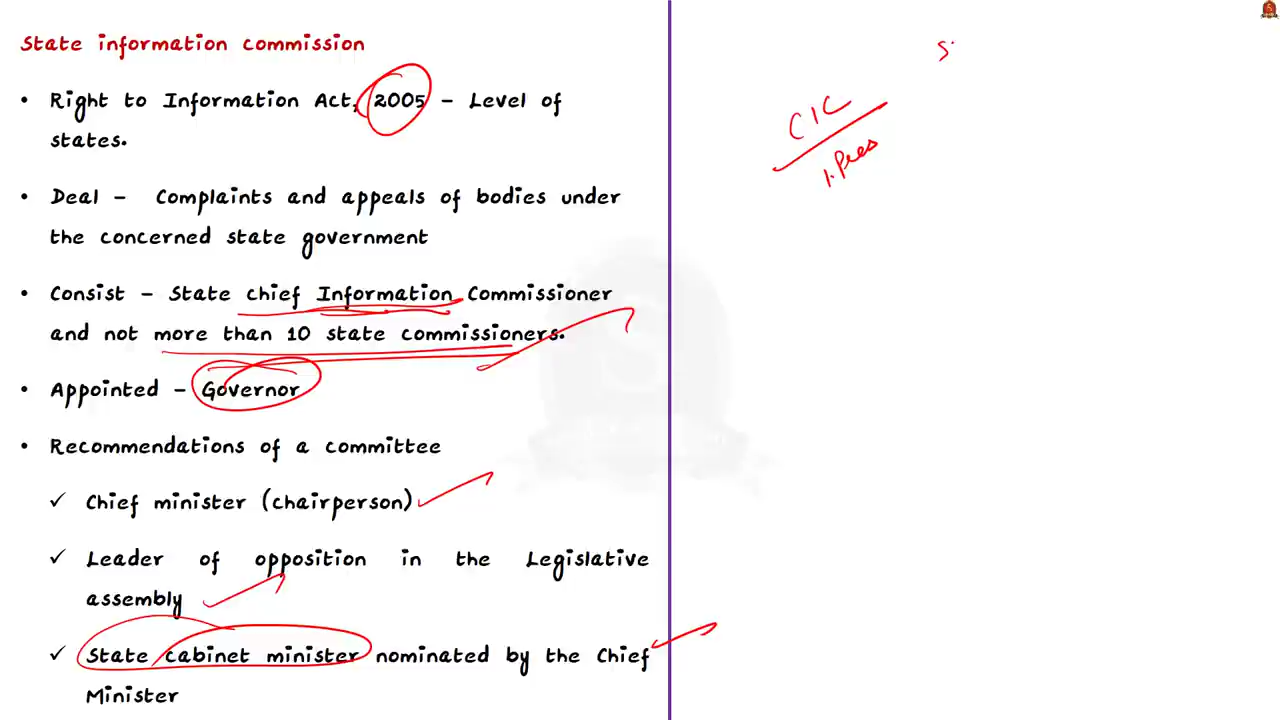 State information commission
• Right to Information Act, 2005 – Level of
states.
• Deal – Complaints and appeals of bodies under
the concerned state government
• Consist – State chief Information Commissioner
and not more than 10 state commissioners.
• Appointed – Governor
• Recommendations of a committee
✓ Chief minister (chairperson)
✓ Leader of opposition in the Legislative
assembly
✓ State cabinet minister nominated by the Chief
Minister
S
CIC
1. Pres